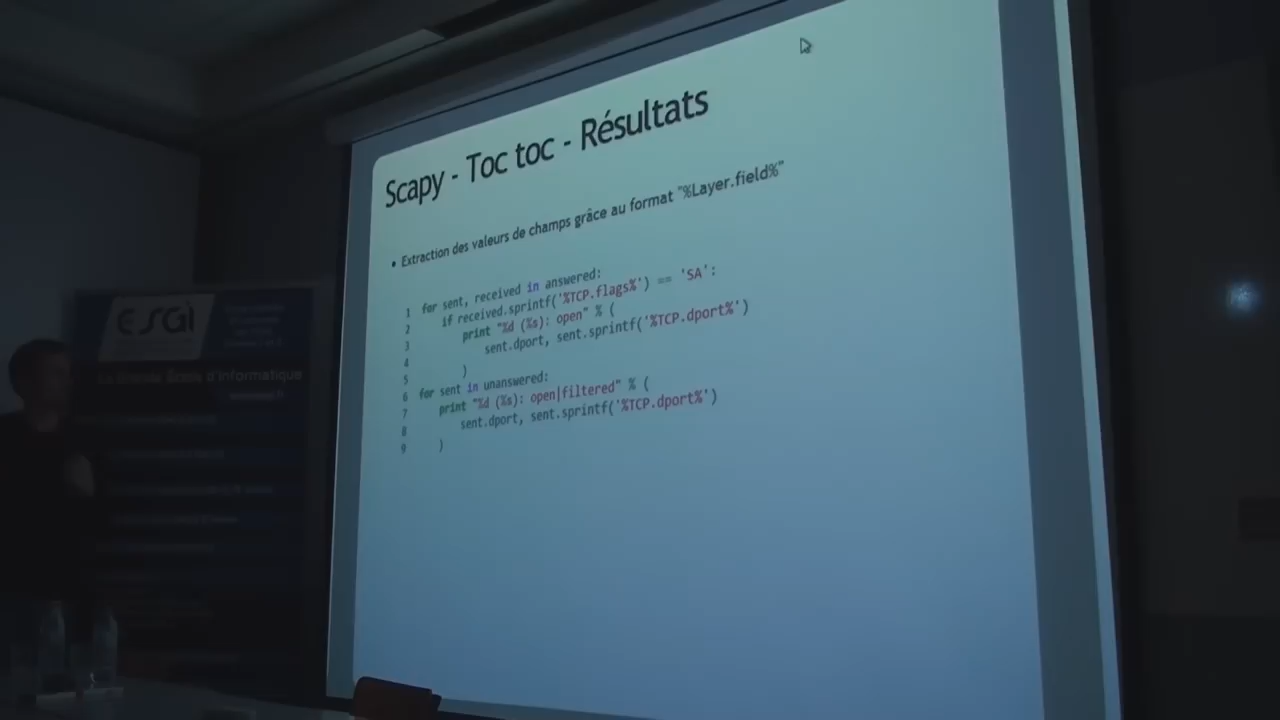 Scapy - Toc toc - Résultats
• Extraction des valeurs de champs grâce au format "%Layer.field%"
1 for sent, received in answered:
2 if received.sprintf('%TCP.flags%') == 'SA':
3 print "%d (%s): open" % (
4 sent.dport, sent.sprintf('%TCP.dport%')
5 )
6 for sent in unanswered:
7 print "%d (%s): open|filtered" % (
8 sent.dport, sent.sprintf('%TCP.dport%')
9 )
ESGI
d'Informatique